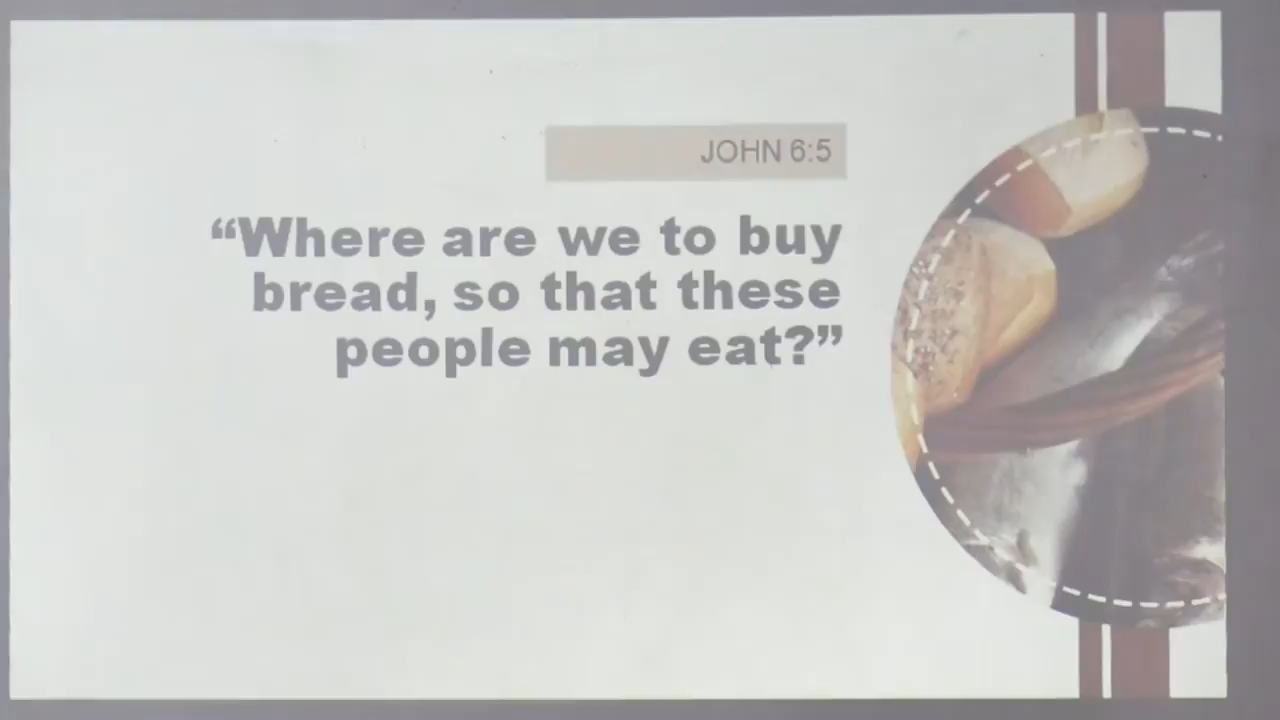 JOHN 6:5
“Where are we to buy
bread, so that these
people may eat?”